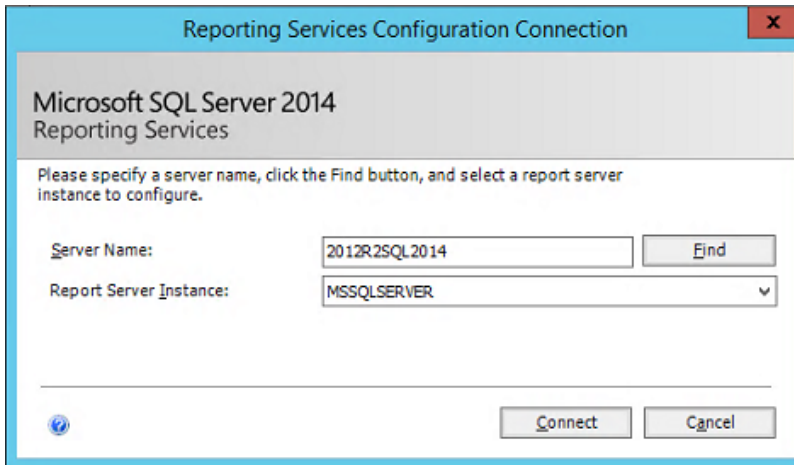 Reporting Services Configuration Connection
x
Microsoft SQL Server 2014
Reporting Services
Please specify a server name, click the Find button, and select a report server
instance to configure.
Server Name: 2012R2SQL2014 Find
Report Server Instance: MSSQLSERVER
? Connect Cancel